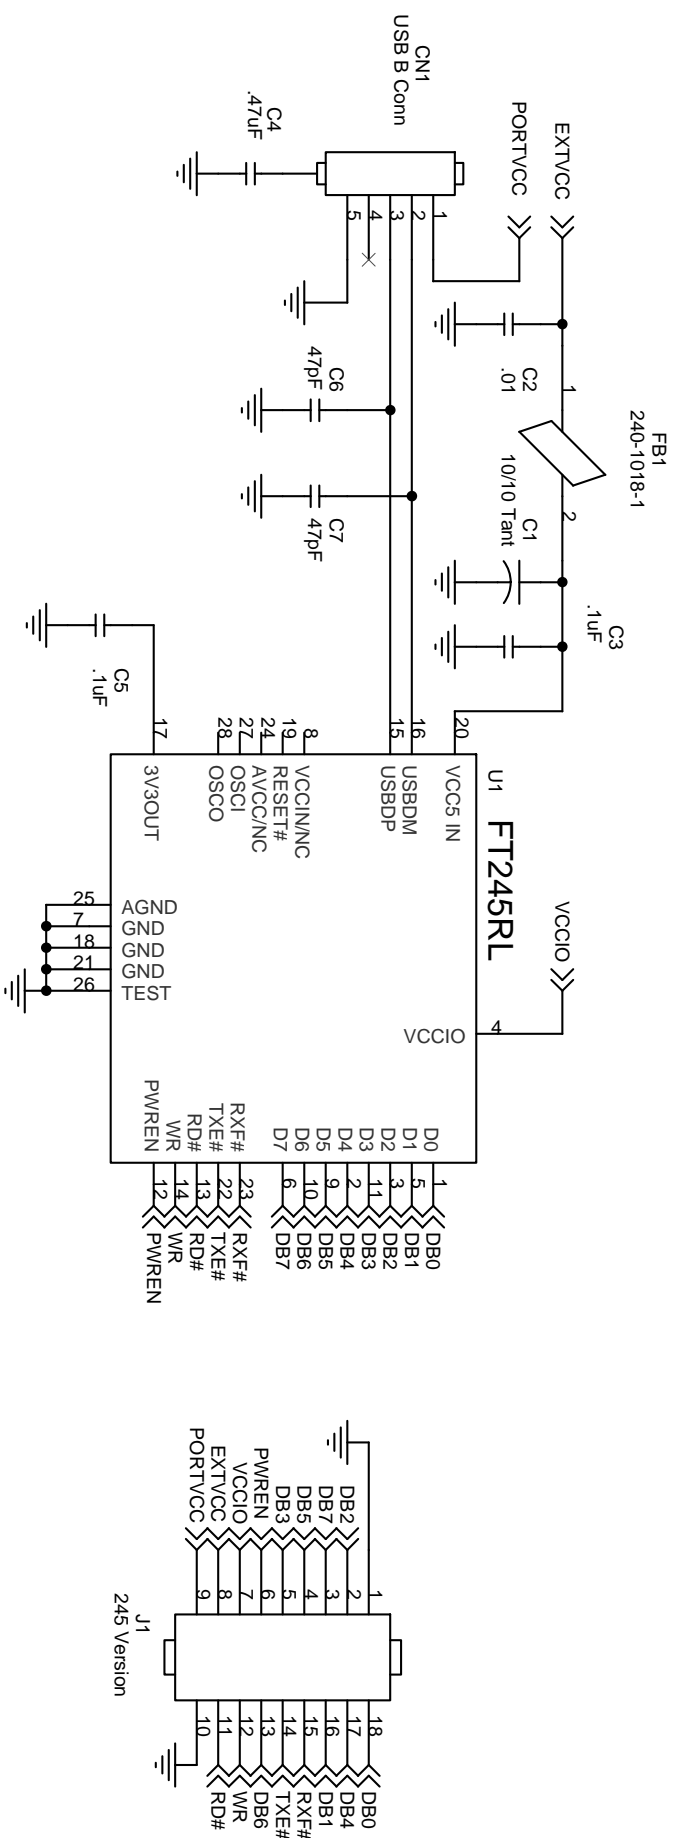 CN1
USB B Conn
C4
.47uF
PORTVCC
EXTVCC
1
2
3
4
5
C2
.01
1
FB1
240-1018-1
2
C1
10/10 Tant
C3
.1uF
C6
47pF
C7
47pF
C5
.1uF
U1
FT245RL
20
VCC5 IN
16
USBDM
15
USBDP
8
VCCIN/NC
19
RESET#
24
AVCC/NC
27
OSCI
28
OSCO
17
3V3OUT
25
AGND
7
GND
18
GND
21
GND
26
TEST
VCCIO
4
VCCIO
D0 1 DB0
D1 5 DB1
D2 3 DB2
D3 11 DB3
D4 2 DB4
D5 9 DB5
D6 10 DB6
D7 6 DB7
RXF# 23 RXF#
TXE# 22 TXE#
RD# 13 RD#
WR 14 WR
PWREN 12 PWREN
1
DB2 2
DB7 3
DB5 4
DB3 5
PWREN 6
VCCIO 7
EXTVCC 8
PORTVCC 9
J1
245 Version
18 DB0
17 DB4
16 DB1
15 RXF#
14 TXE#
13 DB6
12 WR
11 RD#
10